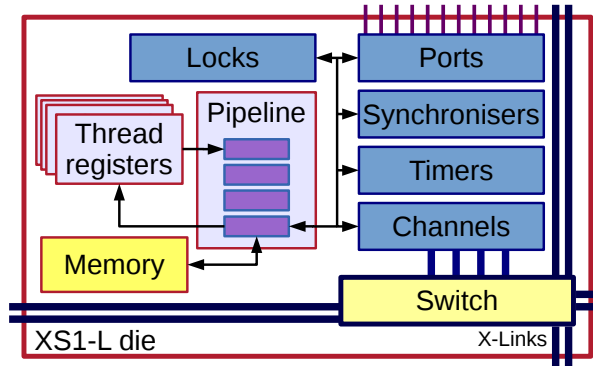 Locks
Ports
Pipeline
Synchronisers
Thread
registers
Timers
Channels
Memory
Switch
XS1-L die
X-Links